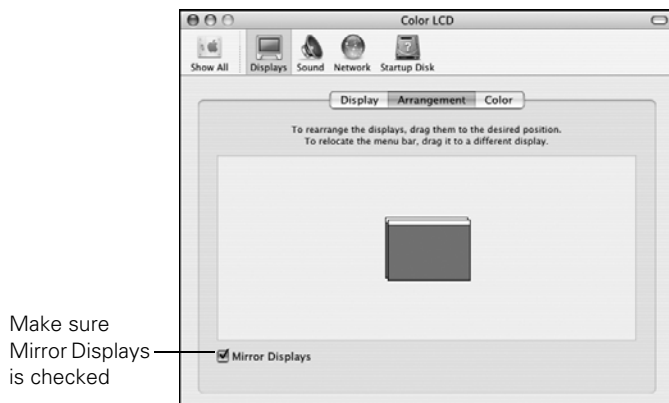 Color LCD
Show All Displays Sound Network Startup Disk
Display Arrangement Color
To rearrange the displays, drag them to the desired position.
To relocate the menu bar, drag it to a different display.
Make sure
Mirror Displays
is checked
Mirror Displays